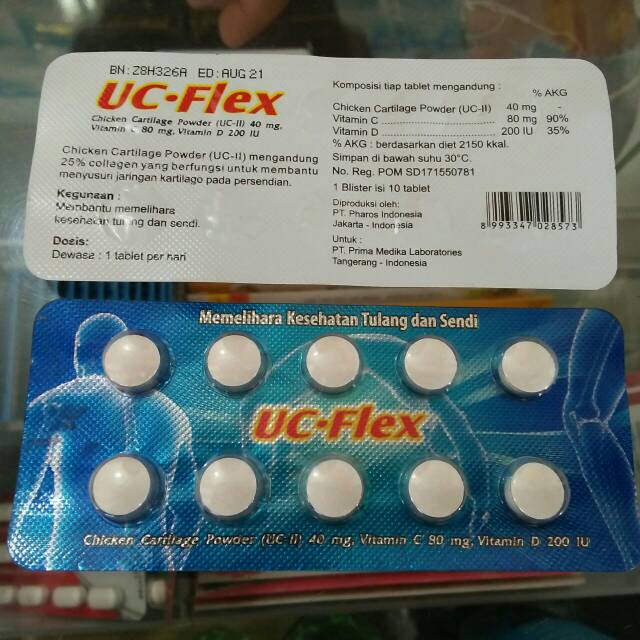 BN : Z8H326A ED : AUG 21
UC-Flex
Chicken Cartilage Powder (UC-II) 40 mg,
Vitamin C 80 mg, Vitamin D 200 IU
Chicken Cartilage Powder (UC-II) mengandung
25% collagen yang berfungsi untuk membantu
menyusun jaringan kartilago pada persendian.
Kegunaan :
Membantu memelihara
kesehatan tulang dan sendi.
Dosis:
Dewasa : 1 tablet per hari
Komposisi tiap tablet mengandung :
% AKG
Chicken Cartilage Powder (UC-II) 40 mg -
Vitamin C 80 mg 90%
Vitamin D 200 IU 35%
% AKG : berdasarkan diet 2150 kkal.
Simpan di bawah suhu 30°C.
No. Reg. POM SD171550781
1 Blister isi 10 tablet
Diproduksi oleh:
PT. Pharos Indonesia
Jakarta - Indonesia
Untuk :
PT. Prima Medika Laboratories
Tangerang - Indonesia
8 993347 028573
Memelihara Kesehatan Tulang dan Sendi
UC-Flex
Chicken Cartilage Powder (UC-II) 40 mg, Vitamin C 80 mg, Vitamin D 200 IU